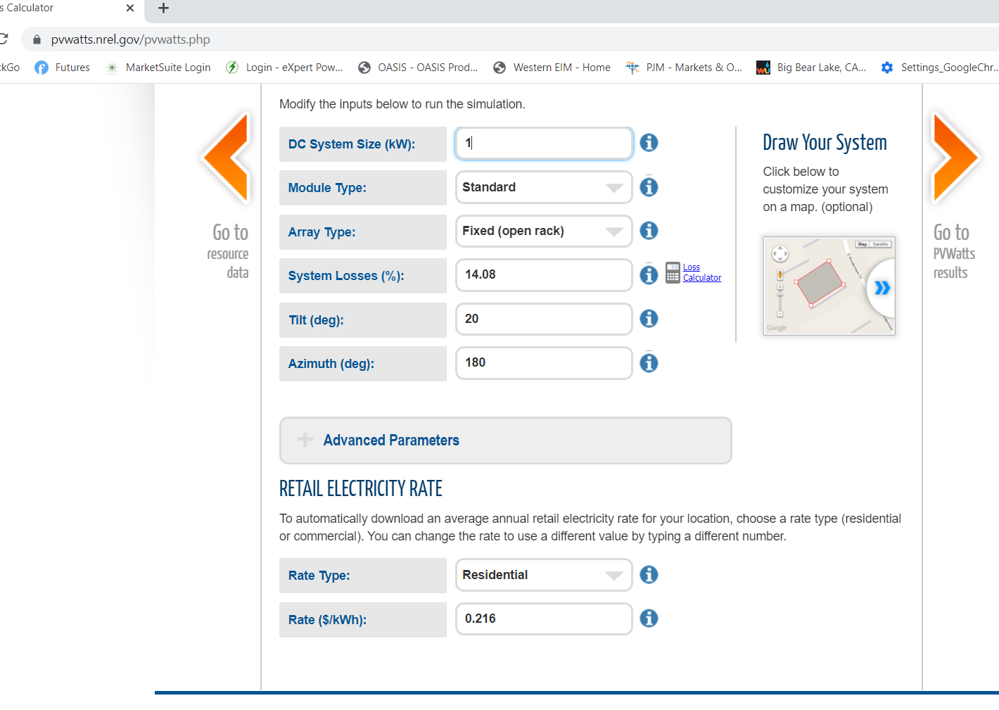 s Calculator
pvwatts.nrel.gov/pvwatts.php
ckGo Futures MarketSuite Login Login - eXpert Pow... OASIS - OASIS Prod... Western EIM - Home PJM - Markets & O... Big Bear Lake, CA... Settings_GoogleChr...
Modify the inputs below to run the simulation.
DC System Size (kW): 1
Module Type: Standard
Array Type: Fixed (open rack)
System Losses (%): 14.08
Loss
Calculator
Tilt (deg): 20
Azimuth (deg): 180
Draw Your System
Click below to
customize your system
on a map. (optional)
Map Satellite
Google
Go to
resource
data
Go to
PVWatts
results
Advanced Parameters
RETAIL ELECTRICITY RATE
To automatically download an average annual retail electricity rate for your location, choose a rate type (residential
or commercial). You can change the rate to use a different value by typing a different number.
Rate Type: Residential
Rate ($/kWh): 0.216